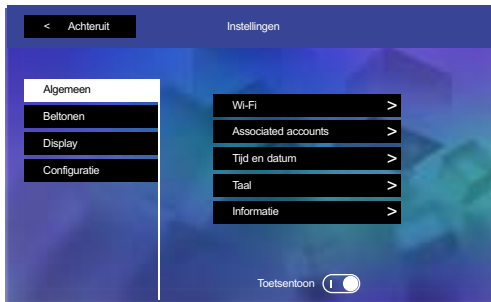 < Achteruit
Instellingen
Algemeen
Beltonen
Display
Configuratie
Wi-Fi >
Associated accounts >
Tijd en datum >
Taal >
Informatie >
Toetsentoon